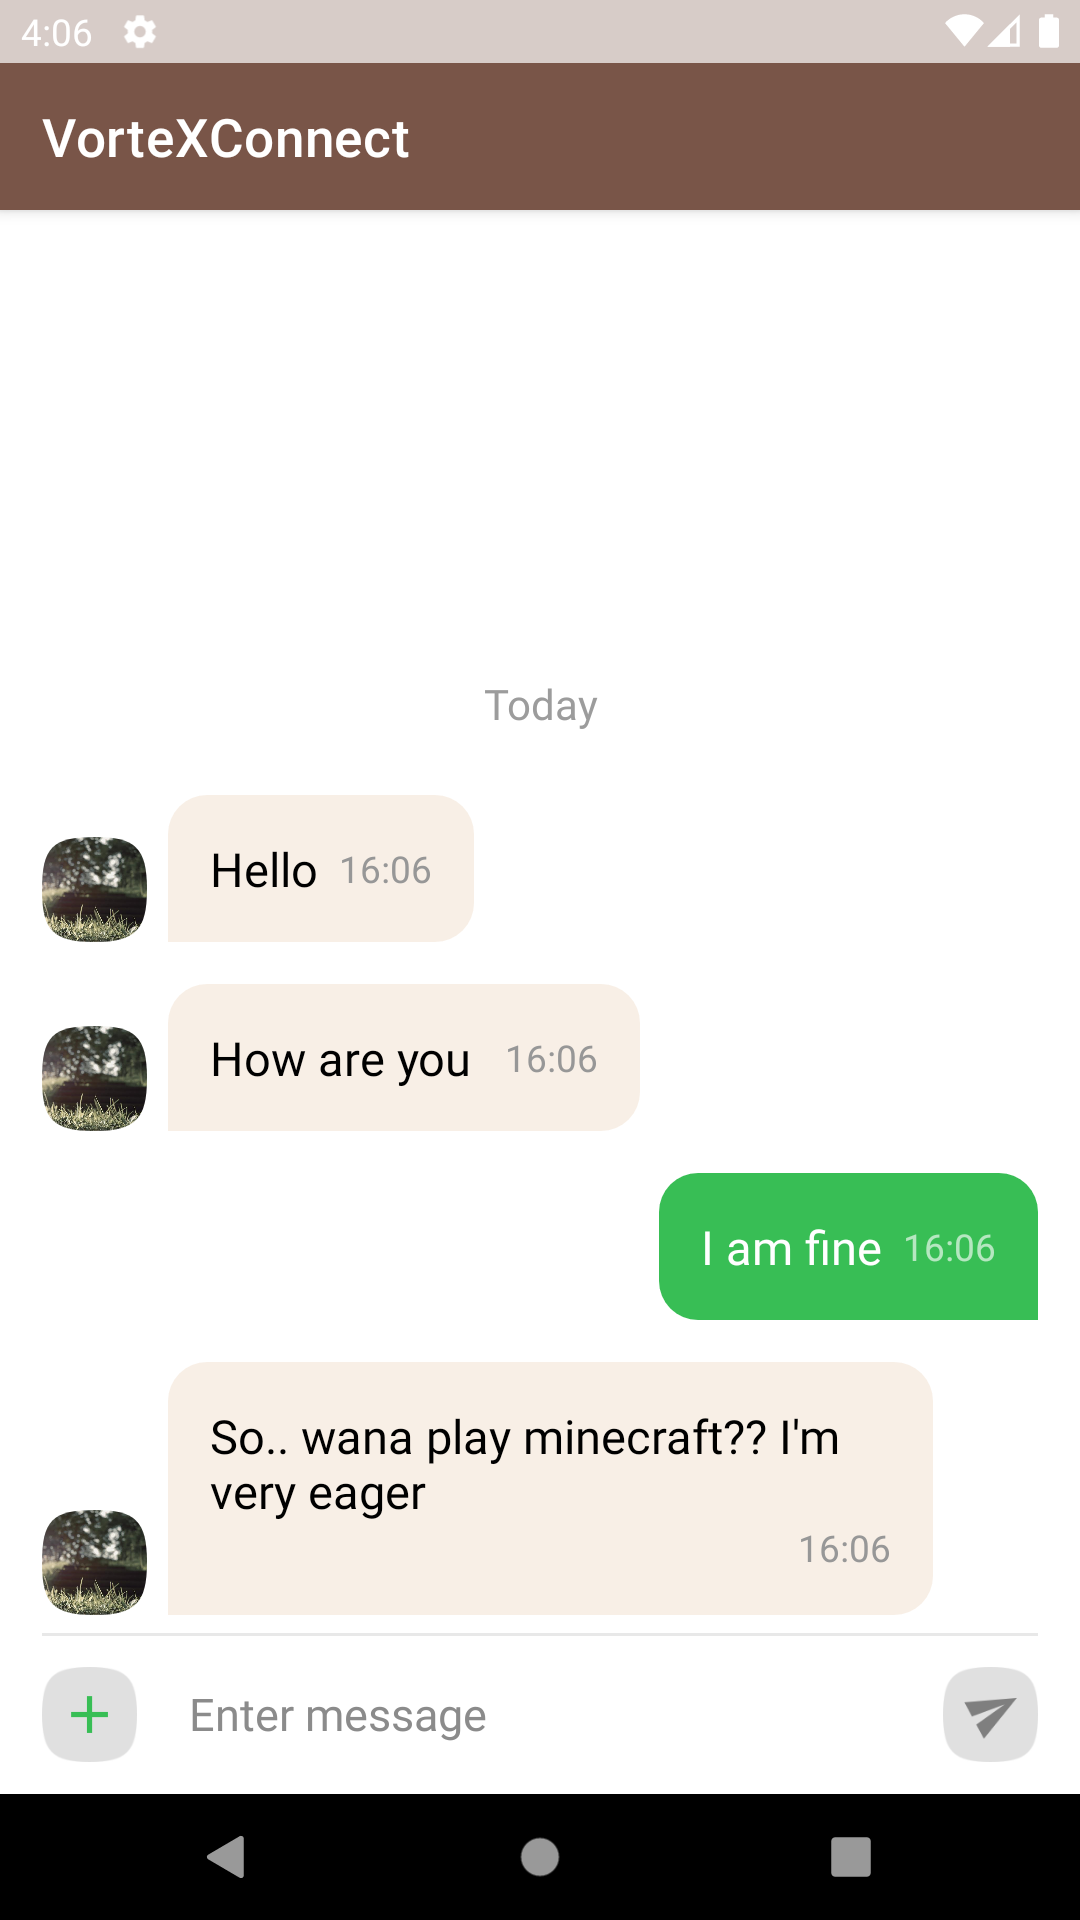 4:06
VorteXConnect
Today
Hello 16:06
How are you 16:06
I am fine 16:06
So.. wana play minecraft?? I'm
very eager
16:06
Enter message